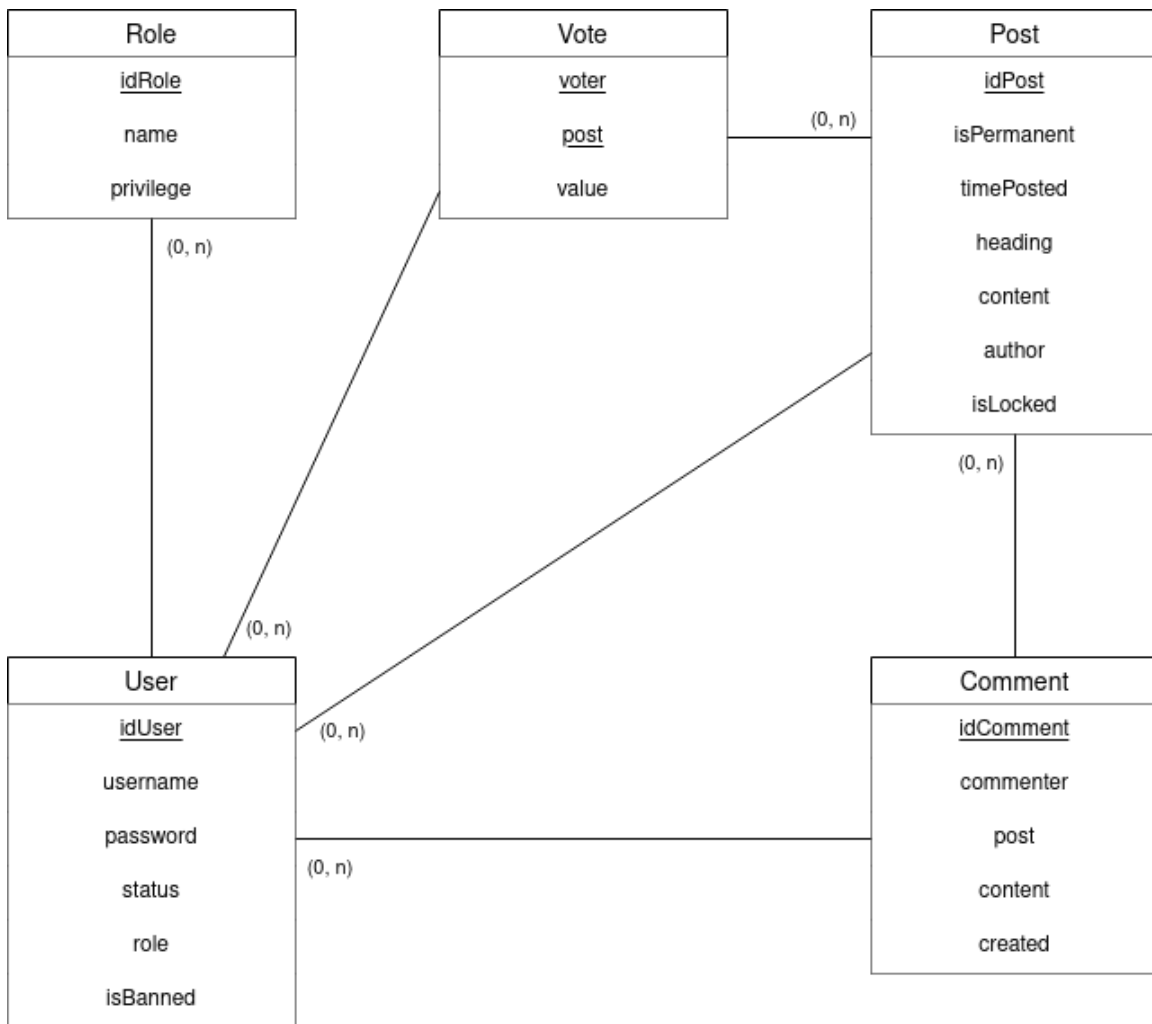 Role
idRole
name
privilege
(0, n)
Vote
voter
post
value
(0, n)
Post
idPost
isPermanent
timePosted
heading
content
author
isLocked
(0, n)
(0, n)
User
idUser
username
password
status
role
isBanned
(0, n)
(0, n)
Comment
idComment
commenter
post
content
created